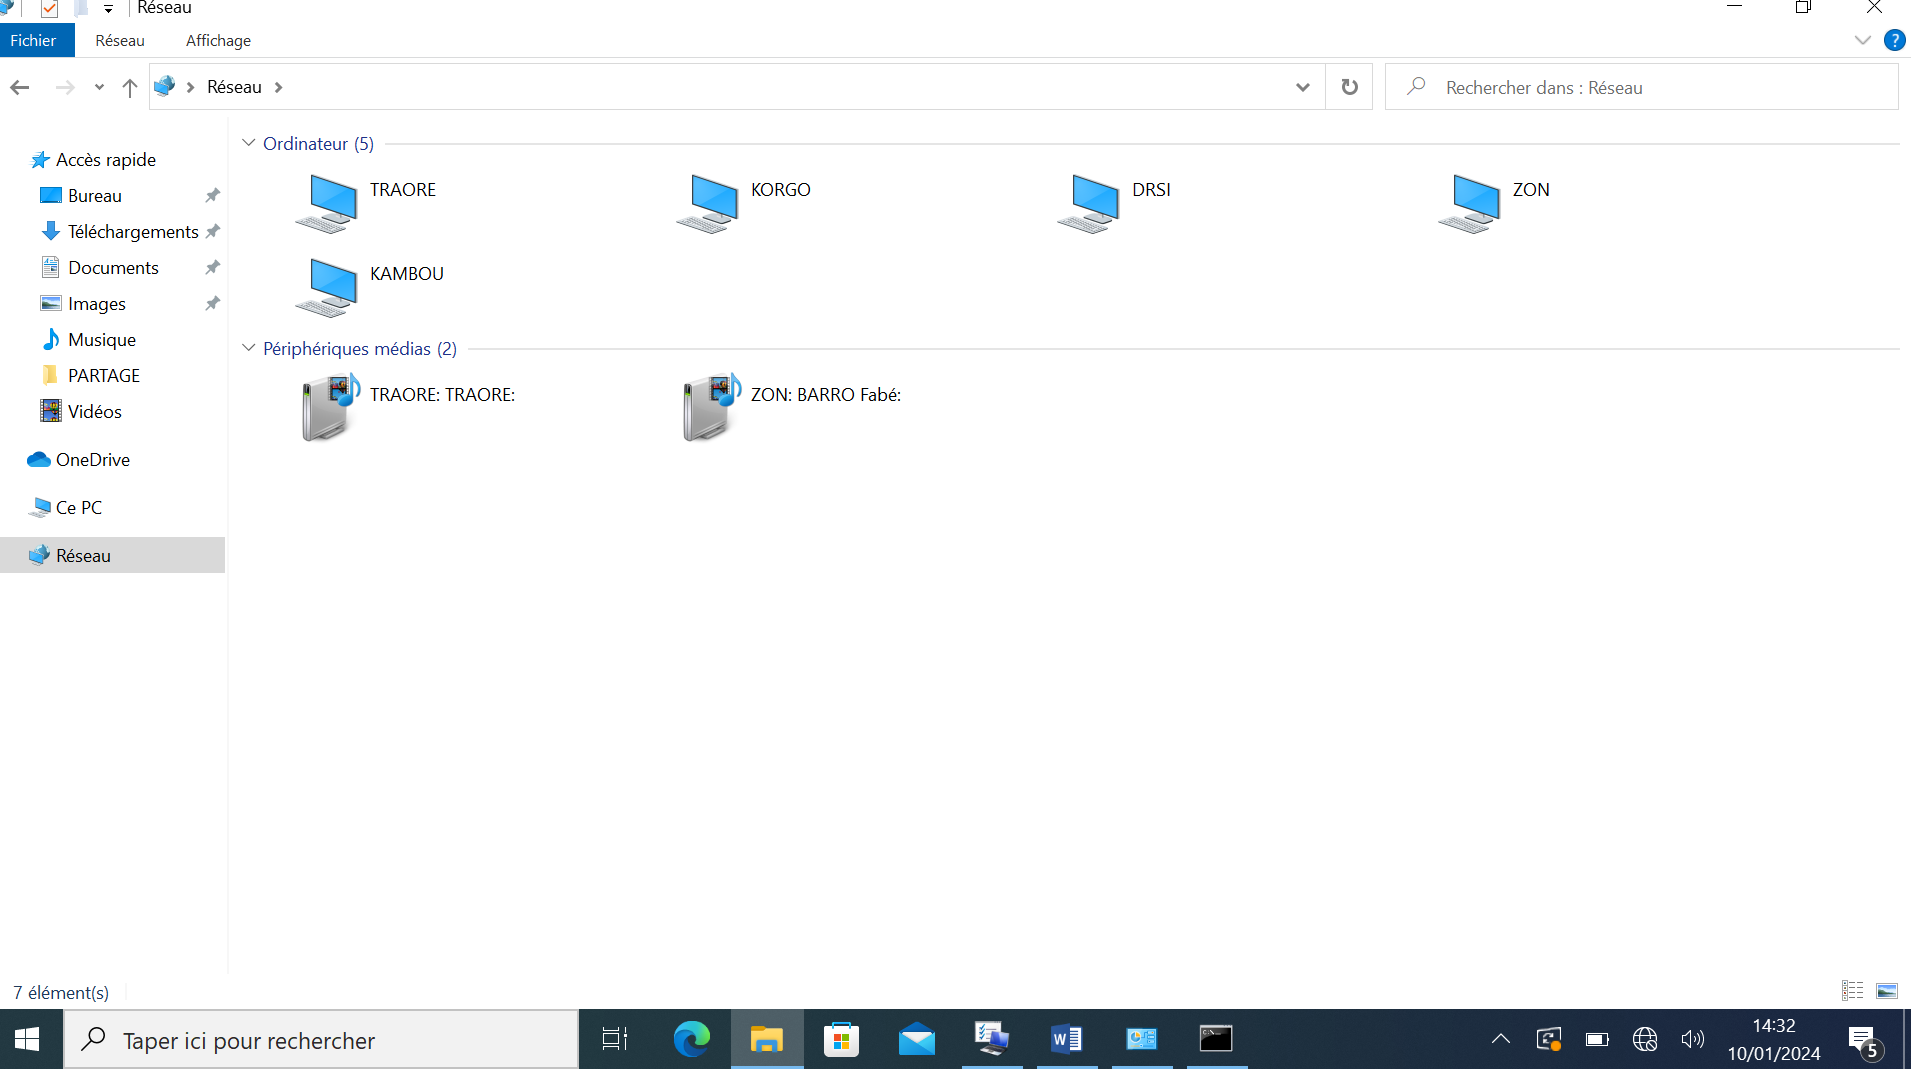 Réseau
Fichier
Réseau
Affichage
?
Réseau
Rechercher dans : Réseau
Accès rapide
Bureau
Téléchargements
Documents
Images
Musique
PARTAGE
Vidéos
OneDrive
Ce PC
Réseau
Ordinateur (5)
TRAORE
KORGO
DRSI
ZON
KAMBOU
Périphériques médias (2)
TRAORE: TRAORE:
ZON: BARRO Fabé:
7 élément(s)
Taper ici pour rechercher
W
14:32
10/01/2024
5